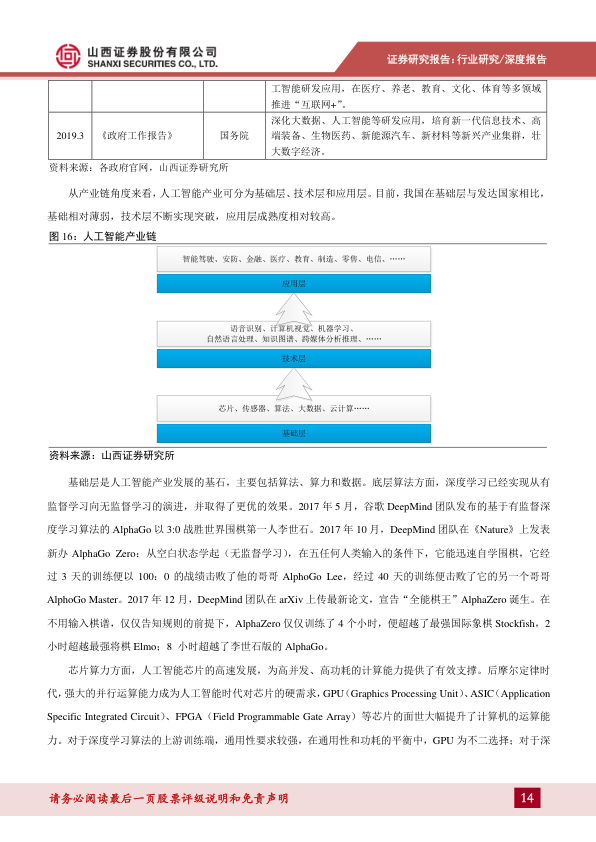 山西证券股份有限公司
SHANXI SECURITIES CO., LTD.
证券研究报告：行业研究/深度报告
工智能研发应用，在医疗、养老、教育、文化、体育等多领域
推进“互联网+”。
2019.3 《政府工作报告》 国务院 深化大数据、人工智能等研发应用，培育新一代信息技术、高
端装备、生物医药、新能源汽车、新材料等新兴产业集群，壮
大数字经济。
资料来源：各政府官网，山西证券研究所
从产业链角度来看，人工智能产业可分为基础层、技术层和应用层。目前，我国在基础层与发达国家相比，
基础相对薄弱，技术层不断实现突破，应用层成熟度相对较高。
图 16：人工智能产业链
智能驾驶、安防、金融、医疗、教育、制造、零售、电信、……
应用层
语音识别、计算机视觉、机器学习、
自然语言处理、知识图谱、跨媒体分析推理、……
技术层
芯片、传感器、算法、大数据、云计算……
基础层
资料来源：山西证券研究所
基础层是人工智能产业发展的基石，主要包括算法、算力和数据。底层算法方面，深度学习已经实现从有
监督学习向无监督学习的演进，并取得了更优的效果。2017 年 5 月，谷歌 DeepMind 团队发布的基于有监督深
度学习算法的 AlphaGo 以 3:0 战胜世界围棋第一人李世石。2017 年 10 月，DeepMind 团队在《Nature》上发表
新办 AlphaGo Zero：从空白状态学起（无监督学习），在五任何人类输入的条件下，它能迅速自学围棋，它经
过 3 天的训练便以 100：0 的战绩击败了他的哥哥 AlphoGo Lee，经过 40 天的训练便击败了它的另一个哥哥
AlphoGo Master。2017 年 12 月，DeepMind 团队在 arXiv 上传最新论文，宣告“全能棋王”AlphaZero 诞生。在
不用输入棋谱，仅仅告知规则的前提下，AlphaZero 仅仅训练了 4 个小时，便超越了最强国际象棋 Stockfish，2
小时超越最强将棋 Elmo；8 小时超越了李世石版的 AlphaGo。
芯片算力方面，人工智能芯片的高速发展，为高并发、高功耗的计算能力提供了有效支撑。后摩尔定律时
代，强大的并行运算能力成为人工智能时代对芯片的硬需求，GPU（Graphics Processing Unit）、ASIC（Application
Specific Integrated Circuit）、FPGA（Field Programmable Gate Array）等芯片的面世大幅提升了计算机的运算能
力。对于深度学习算法的上游训练端，通用性要求较强，在通用性和功耗的平衡中，GPU 为不二选择；对于深
请务必阅读最后一页股票评级说明和免责声明
14